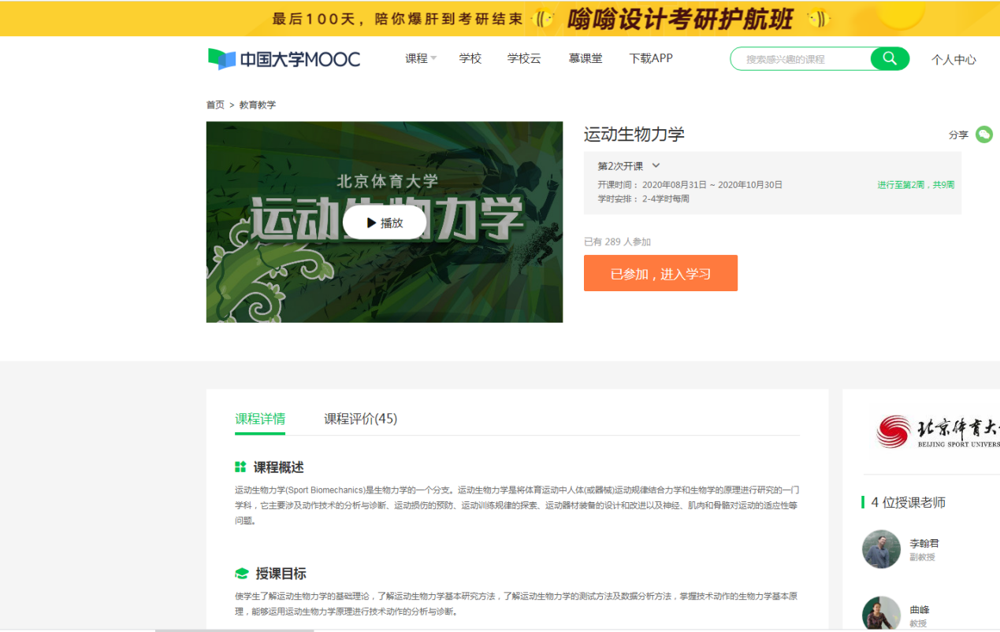 最后100天，陪你爆肝到考研结束 嗡嗡设计考研护航班
中国大学MOOC 课程 学校 学校云 慕课堂 下载APP 搜索感兴趣的课程 个人中心
首页 > 教育教学
北京体育大学
运动生物力学
播放
运动生物力学
分享
第2次开课
开课时间： 2020年08月31日 ~ 2020年10月30日
进行至第2周，共9周
学时安排： 2-4学时每周
已有 289 人参加
已参加，进入学习
课程详情 课程评价(45)
课程概述
运动生物力学(Sport Biomechanics)是生物力学的一个分支。运动生物力学是将体育运动中人体(或器械)运动规律结合力学和生物学的原理进行研究的一门
学科，它主要涉及动作技术的分析与诊断、运动损伤的预防、运动训练规律的探索、运动器材装备的设计和改进以及神经、肌肉和骨骼对运动的适应性等
问题。
授课目标
使学生了解运动生物力学的基础理论，了解运动生物力学基本研究方法，了解运动生物力学的测试方法及数据分析方法，掌握技术动作的生物力学基本原
理，能够运用运动生物力学原理进行技术动作的分析与诊断。
北京体育大
BEIJING SPORT UNIVERS
4 位授课老师
李翰君
副教授
曲峰
教授